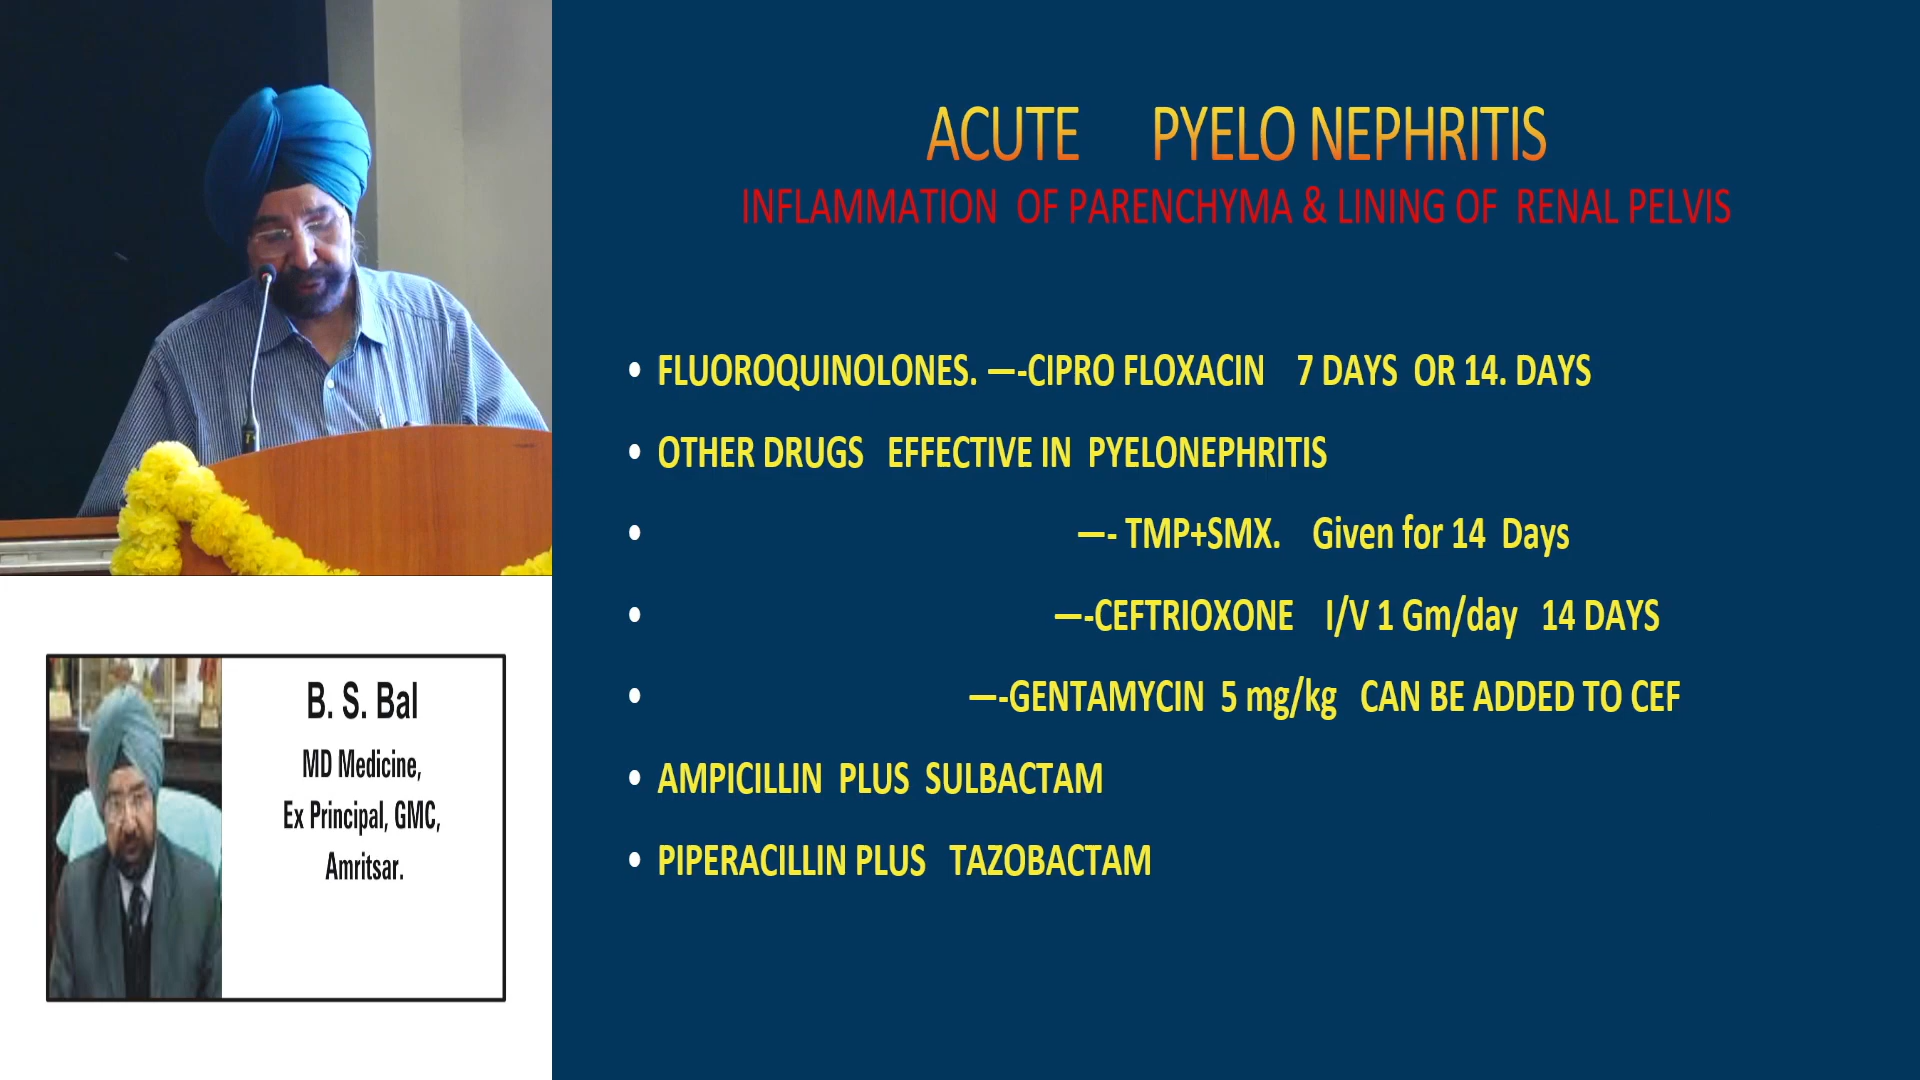 ACUTE PYELO NEPHRITIS
INFLAMMATION OF PARENCHYMA & LINING OF RENAL PELVIS
• FLUOROQUINOLONES. —-CIPRO FLOXACIN 7 DAYS OR 14. DAYS
• OTHER DRUGS EFFECTIVE IN PYELONEPHRITIS
• —- TMP+SMX. Given for 14 Days
• —-CEFTRIOXONE I/V 1 Gm/day 14 DAYS
• —-GENTAMYCIN 5 mg/kg CAN BE ADDED TO CEF
• AMPICILLIN PLUS SULBACTAM
• PIPERACILLIN PLUS TAZOBACTAM
B. S. Bal
MD Medicine,
Ex Principal, GMC,
Amritsar.